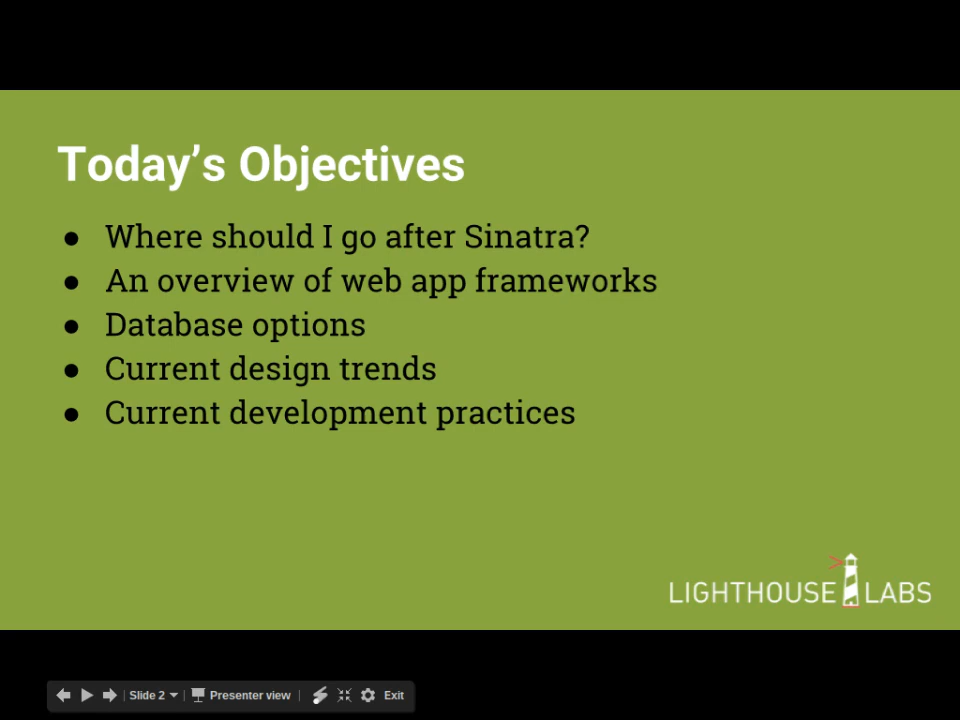 Today’s Objectives
● Where should I go after Sinatra?
● An overview of web app frameworks
● Database options
● Current design trends
● Current development practices
LIGHTHOUSE LABS
Slide 2 Presenter view Exit